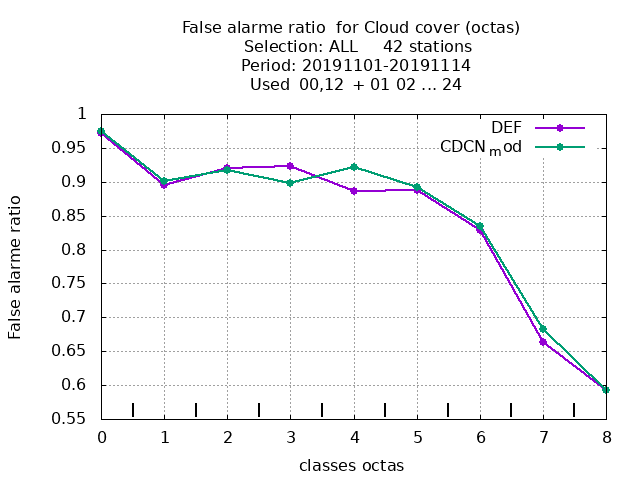 False alarme ratio  for Cloud cover (octas)
Selection: ALL     42 stations
Period: 20191101-20191114
Used  00,12  + 01 02 ... 24
DEF
CDCN_mod
1
0.95
0.9
0.85
0.8
0.75
0.7
0.65
0.6
0.55
False alarme ratio
0 1 2 3 4 5 6 7 8
classes octas